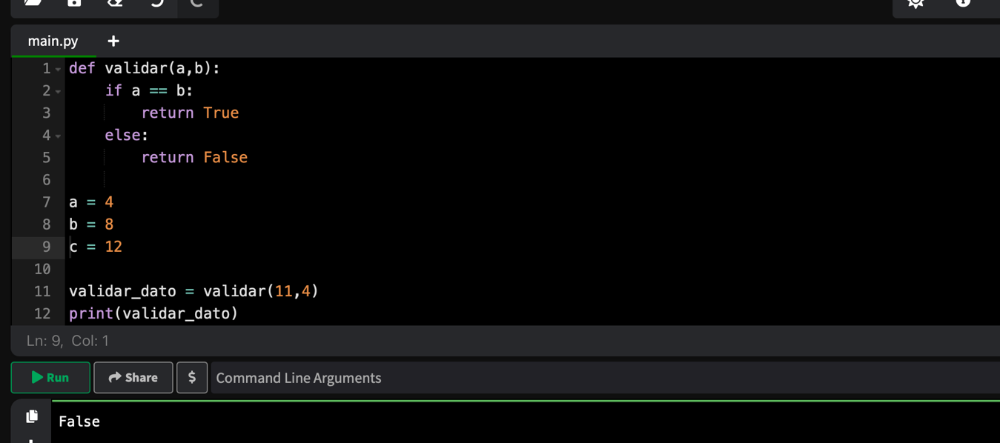 main.py +
1 def validar(a,b):
2     if a == b:
3         return True
4     else:
5         return False
6
7 a = 4
8 b = 8
9 c = 12
10
11 validar_dato = validar(11,4)
12 print(validar_dato)
Ln: 9, Col: 1
Run Share $ Command Line Arguments
False